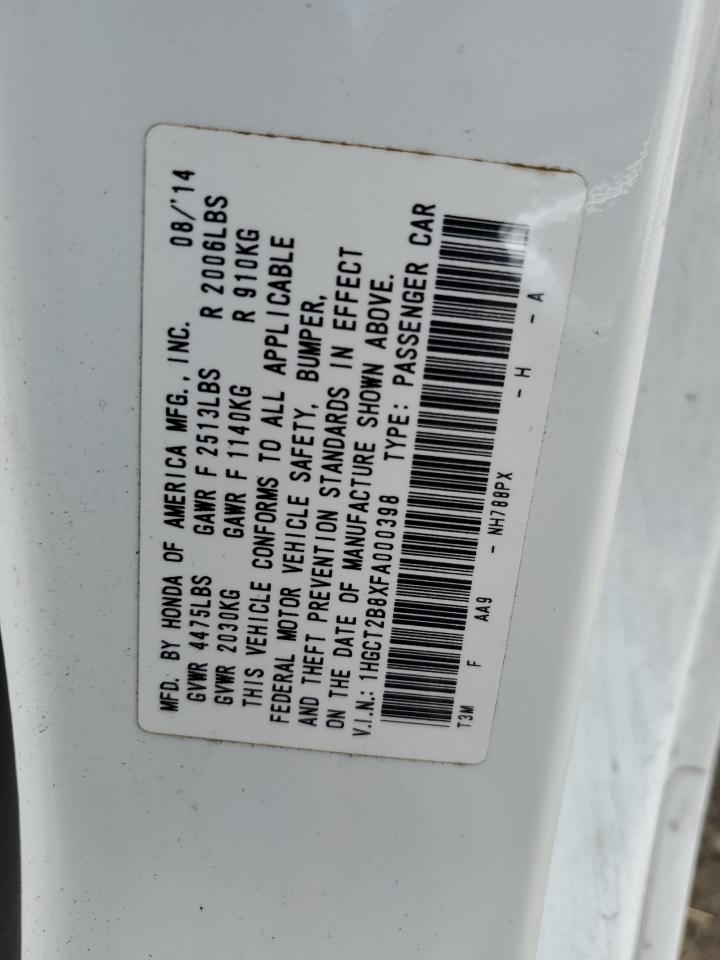 MFD. BY HONDA OF AMERICA MFG., INC. 08/'14
GVWR 4475LBS GAWR F 2513LBS R 2006LBS
GVWR 2030KG GAWR F 1140KG R 910KG
THIS VEHICLE CONFORMS TO ALL APPLICABLE
FEDERAL MOTOR VEHICLE SAFETY, BUMPER,
AND THEFT PREVENTION STANDARDS IN EFFECT
ON THE DATE OF MANUFACTURE SHOWN ABOVE.
V.I.N.: 1HGCT2B8XFA000398 TYPE: PASSENGER CAR
T3M F AA9 - NH788PX - H - A